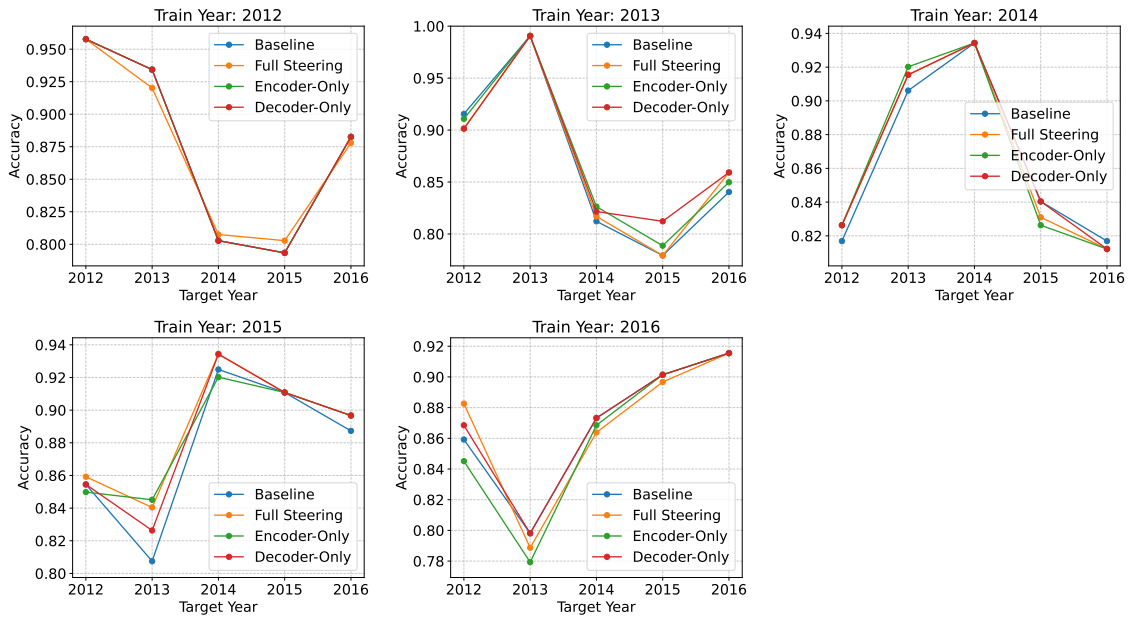 Train Year: 2012
Accuracy
0.950
0.925
0.900
0.875
0.850
0.825
0.800
2012 2013 2014 2015 2016
Target Year
Baseline
Full Steering
Encoder-Only
Decoder-Only
Train Year: 2013
Accuracy
1.00
0.95
0.90
0.85
0.80
2012 2013 2014 2015 2016
Target Year
Baseline
Full Steering
Encoder-Only
Decoder-Only
Train Year: 2014
Accuracy
0.94
0.92
0.90
0.88
0.86
0.84
0.82
2012 2013 2014 2015 2016
Target Year
Baseline
Full Steering
Encoder-Only
Decoder-Only
Train Year: 2015
Accuracy
0.94
0.92
0.90
0.88
0.86
0.84
0.82
0.80
2012 2013 2014 2015 2016
Target Year
Baseline
Full Steering
Encoder-Only
Decoder-Only
Train Year: 2016
Accuracy
0.92
0.90
0.88
0.86
0.84
0.82
0.80
0.78
2012 2013 2014 2015 2016
Target Year
Baseline
Full Steering
Encoder-Only
Decoder-Only